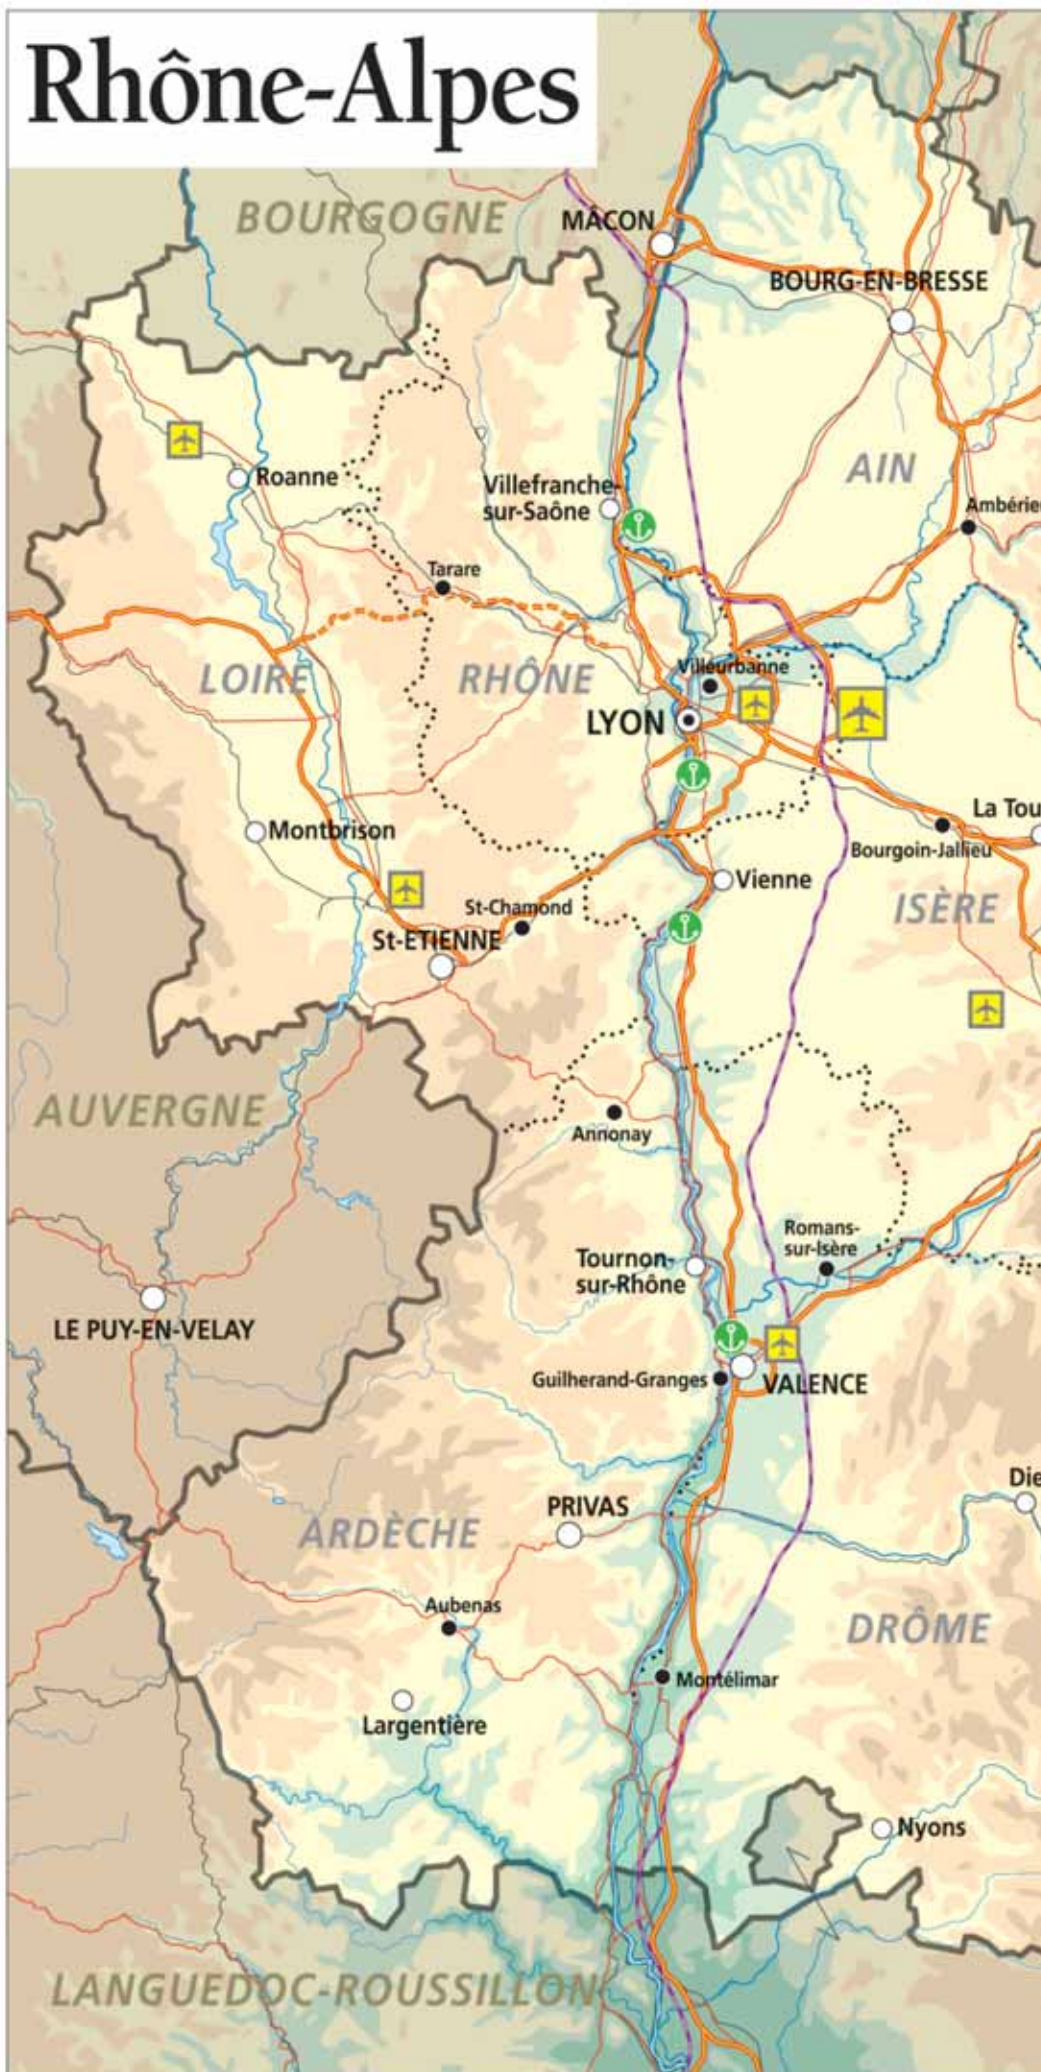 Rhône-Alpes
BOURGOGNE
MÂCON
BOURG-EN-BRESSE
AIN
Roanne
Villefranche-
sur-Saône
Ambérieu
Tarare
LOIRE
RHÔNE
Villeurbanne
LYON
Montbrison
La Tou
Bourgoin-Jallieu
Vienne
St-Chamond
ISÈRE
St-ETIENNE
AUVERGNE
Annonay
Romans-
sur-Isère
Tournon-
sur-Rhône
LE PUY-EN-VELAY
Guilherand-Granges
VALENCE
Die
PRIVAS
ARDÈCHE
Aubenas
DRÔME
Montélimar
Largentière
Nyons
LANGUEDOC-ROUSSILLON